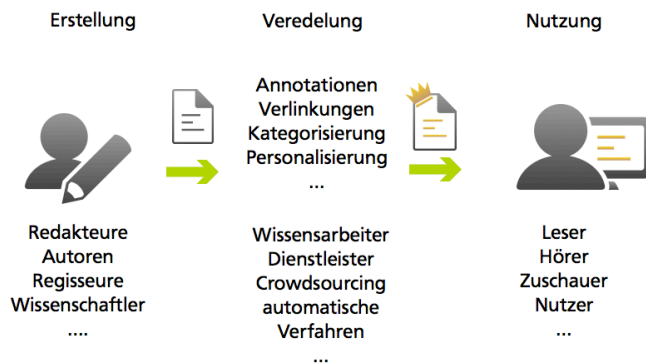 Erstellung
Veredelung
Nutzung
Annotationen
Verlinkungen
Kategorisierung
Personalisierung
...
Redakteure
Autoren
Regisseure
Wissenschaftler
....
Wissensarbeiter
Dienstleister
Crowdsourcing
automatische
Verfahren
...
Leser
Hörer
Zuschauer
Nutzer
...